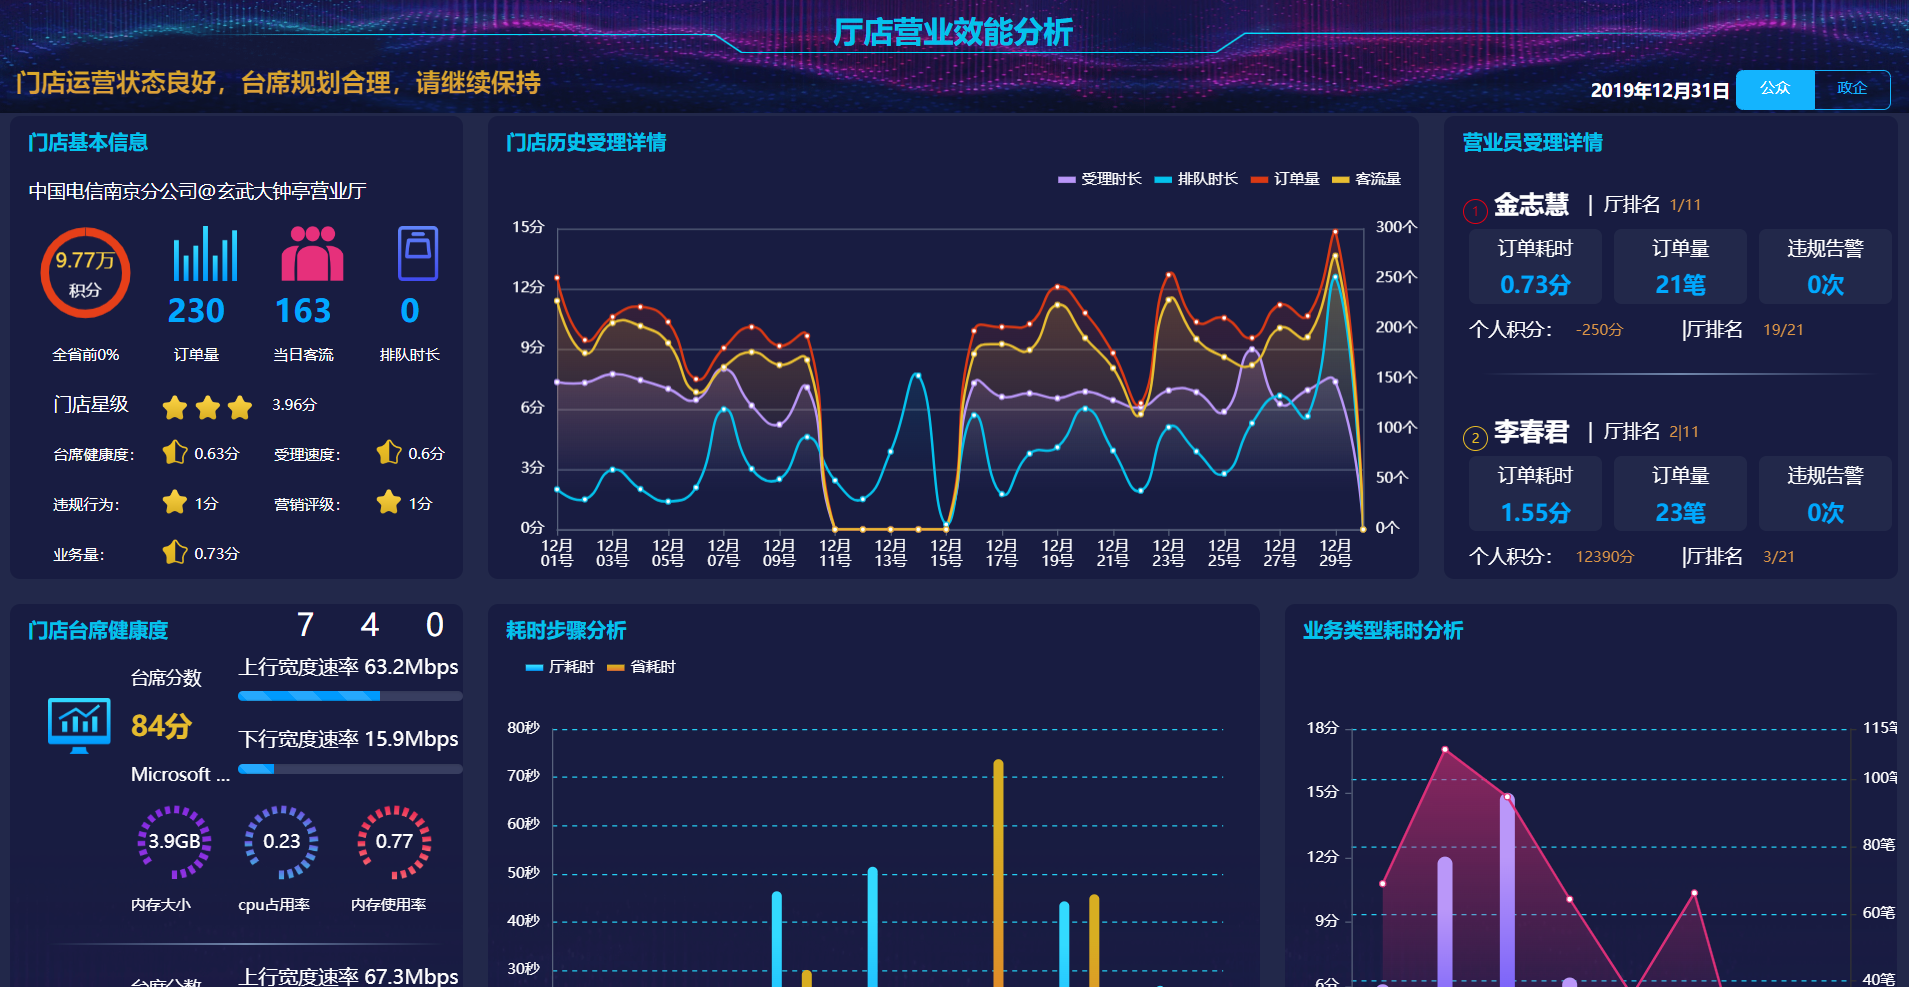 厅店营业效能分析
门店运营状态良好，台席规划合理，请继续保持
2019年12月31日 公众 政企
门店基本信息
中国电信南京分公司@玄武大钟亭营业厅
9.77万
积分
230 163 0
全省前0% 订单量 当日客流 排队时长
门店星级 3.96分
台席健康度： 0.63分 受理速度： 0.6分
违规行为： 1分 营销评级： 1分
业务量： 0.73分
门店历史受理详情
受理时长 排队时长 订单量 客流量
15分 300个
250个
12分
200个
9分
150个
6分
100个
3分
50个
0分 0个
12月01号 12月03号 12月05号 12月07号 12月09号 12月11号 12月13号 12月15号 12月17号 12月19号 12月21号 12月23号 12月25号 12月27号 12月29号
营业员受理详情
1 金志慧 | 厅排名 1/11
订单耗时 订单量 违规告警
0.73分 21笔 0次
个人积分： -250分 |厅排名 19/21
2 李春君 | 厅排名 2|11
订单耗时 订单量 违规告警
1.55分 23笔 0次
个人积分： 12390分 |厅排名 3/21
门店台席健康度 7 4 0
台席分数 上行宽度速率 63.2Mbps
84分
下行宽度速率 15.9Mbps
Microsoft ...
3.9GB 0.23 0.77
内存大小 cpu占用率 内存使用率
台席分数 上行宽度速率 67.3Mbps
耗时步骤分析
厅耗时 省耗时
80秒
70秒
60秒
50秒
40秒
30秒
业务类型耗时分析
18分 115笔
100笔
15分
80笔
12分
60笔
9分
40笔
6分